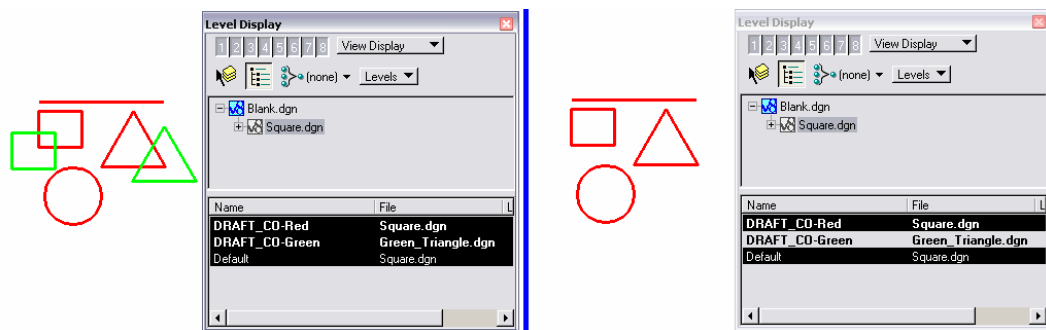 Level Display
1 2 3 4 5 6 7 8 View Display
(none) Levels
Blank.dgn
Square.dgn
Name File L
DRAFT_CO-Red Square.dgn
DRAFT_CO-Green Green_Triangle.dgn
Default Square.dgn
Level Display
1 2 3 4 5 6 7 8 View Display
(none) Levels
Blank.dgn
Square.dgn
Name File L
DRAFT_CO-Red Square.dgn
DRAFT_CO-Green Green_Triangle.dgn
Default Square.dgn